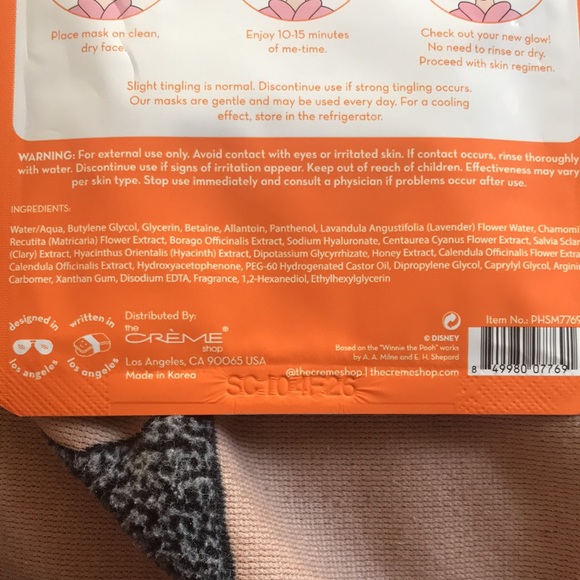 Place mask on clean,
dry face.
Enjoy 10-15 minutes
of me-time.
Check out your new glow!
No need to rinse or dry.
Proceed with skin regimen.
Slight tingling is normal. Discontinue use if strong tingling occurs.
Our masks are gentle and may be used every day. For a cooling
effect, store in the refrigerator.
WARNING: For external use only. Avoid contact with eyes or irritated skin. If contact occurs, rinse thoroughly
with water. Discontinue use if signs of irritation appear. Keep out of reach of children. Effectiveness may vary
per skin type. Stop use immediately and consult a physician if problems occur after use.
INGREDIENTS:
Water/Aqua, Butylene Glycol, Glycerin, Betaine, Allantoin, Panthenol, Lavandula Angustifolia (Lavender) Flower Water, Chamomi
Recutita (Matricaria) Flower Extract, Borago Officinalis Extract, Sodium Hyaluronate, Centaurea Cyanus Flower Extract, Salvia Sclar
(Clary) Extract, Hyacinthus Orientalis (Hyacinth) Extract, Dipotassium Glycyrrhizate, Honey Extract, Calendula Officinalis Flower Extra
Calendula Officinalis Extract, Hydroxyacetophenone, PEG-60 Hydrogenated Castor Oil, Dipropylene Glycol, Caprylyl Glycol, Arginin
Carbomer, Xanthan Gum, Disodium EDTA, Fragrance, 1,2-Hexanediol, Ethylhexylglycerin
designed in
los angeles
written in
los angeles
Distributed By:
the
CRÈME
shop
Los Angeles, CA 90065 USA
Made in Korea
© DISNEY
Based on the "Winnie the Pooh" works
by A. A. Milne and E. H. Shepard
@thecremeshop | thecremeshop.com
Item No.: PHSM7769
8 49980 07769